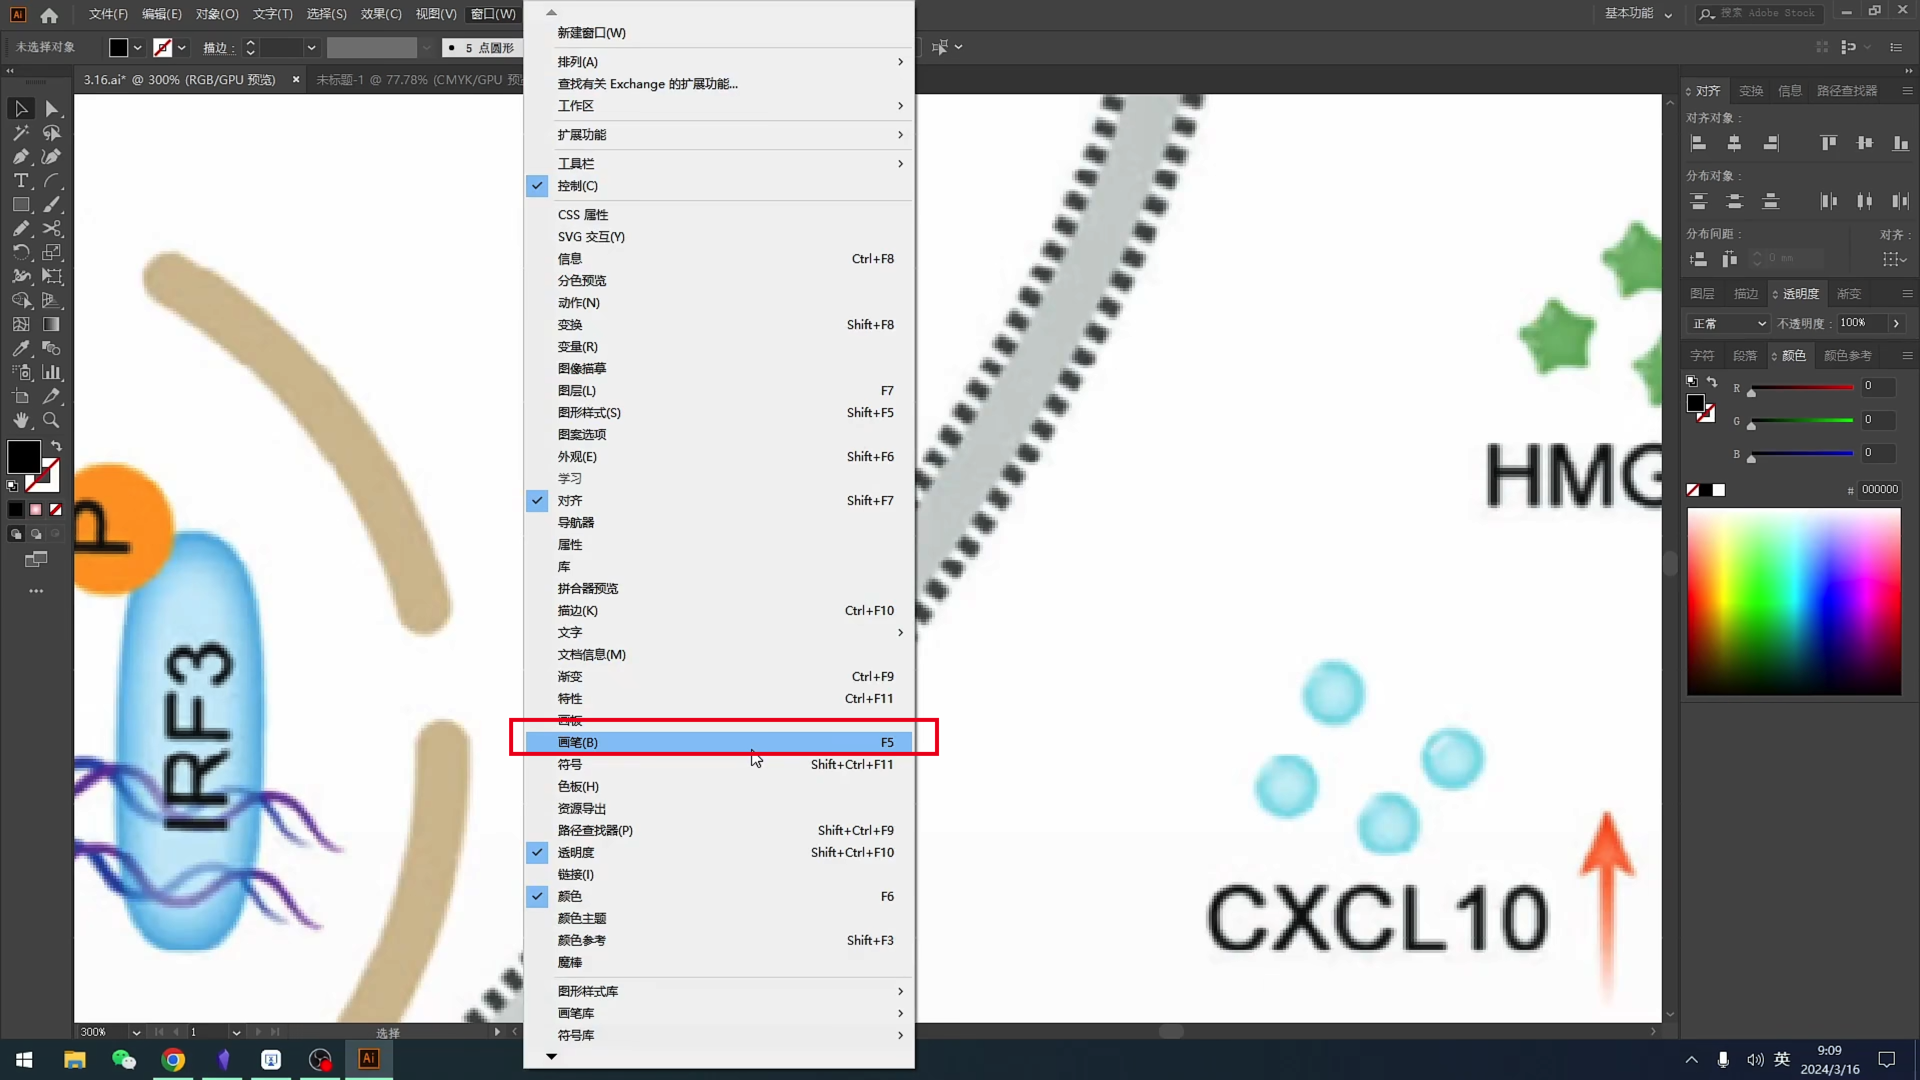 Ai 文件(F) 编辑(E) 对象(O) 文字(T) 选择(S) 效果(C) 视图(V) 窗口(W) 基本功能 搜索 Adobe Stock
未选择对象 描边： 5 点圆形
3.16.ai* @ 300% (RGB/GPU 预览) × 未标题-1 @ 77.78% (CMYK/GPU 预
新建窗口(W)
排列(A)
查找有关 Exchange 的扩展功能...
工作区
扩展功能
工具栏
控制(C)
CSS 属性
SVG 交互(Y)
信息 Ctrl+F8
分色预览
动作(N)
变换 Shift+F8
变量(R)
图像描摹
图层(L) F7
图形样式(S) Shift+F5
图案选项
外观(E) Shift+F6
学习
对齐 Shift+F7
导航器
属性
库
拼合器预览
描边(K) Ctrl+F10
文字
文档信息(M)
渐变 Ctrl+F9
特性 Ctrl+F11
画板
画笔(B) F5
符号 Shift+Ctrl+F11
色板(H)
资源导出
路径查找器(P) Shift+Ctrl+F9
透明度 Shift+Ctrl+F10
链接(I)
颜色 F6
颜色主题
颜色参考 Shift+F3
魔棒
图形样式库
画笔库
符号库
P
IRF3
HMG
CXCL10
对齐 变换 信息 路径查找器
对齐对象：
分布对象：
分布间距： 对齐：
0 mm
图层 描边 透明度 渐变
正常 不透明度： 100%
字符 段落 颜色 颜色参考
R 0
G 0
B 0
# 000000
300% 1 选择
Ai 英 9:09
2024/3/16